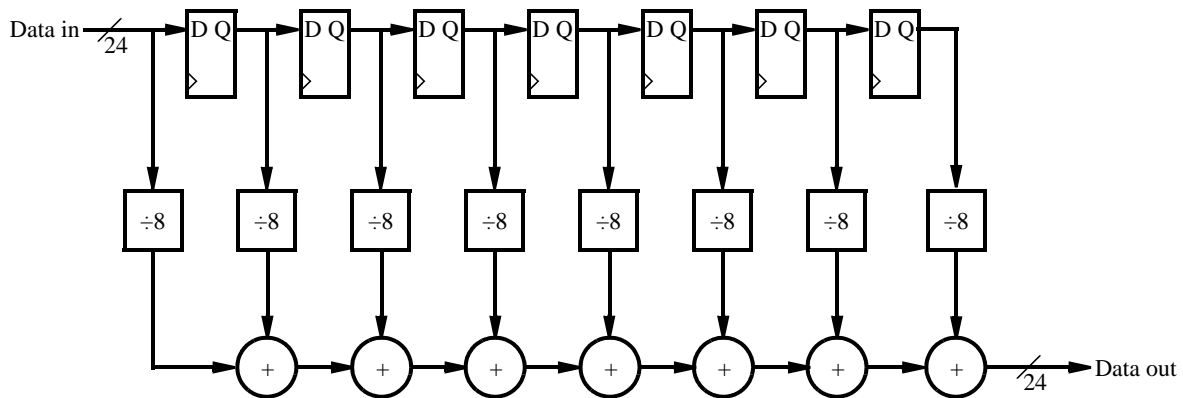 Data in
24
D Q D Q D Q D Q D Q D Q D Q
÷8 ÷8 ÷8 ÷8 ÷8 ÷8 ÷8 ÷8
+ + + + + + +
24
Data out